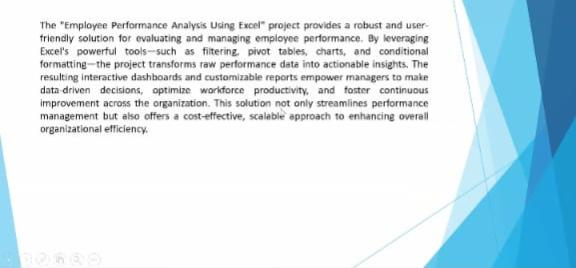 The "Employee Performance Analysis Using Excel" project provides a robust and user-
friendly solution for evaluating and managing employee performance. By leveraging
Excel's powerful tools—such as filtering, pivot tables, charts, and conditional
formatting—the project transforms raw performance data into actionable insights. The
resulting interactive dashboards and customizable reports empower managers to make
data-driven decisions, optimize workforce productivity, and foster continuous
improvement across the organization. This solution not only streamlines performance
management but also offers a cost-effective, scalable approach to enhancing overall
organizational efficiency.